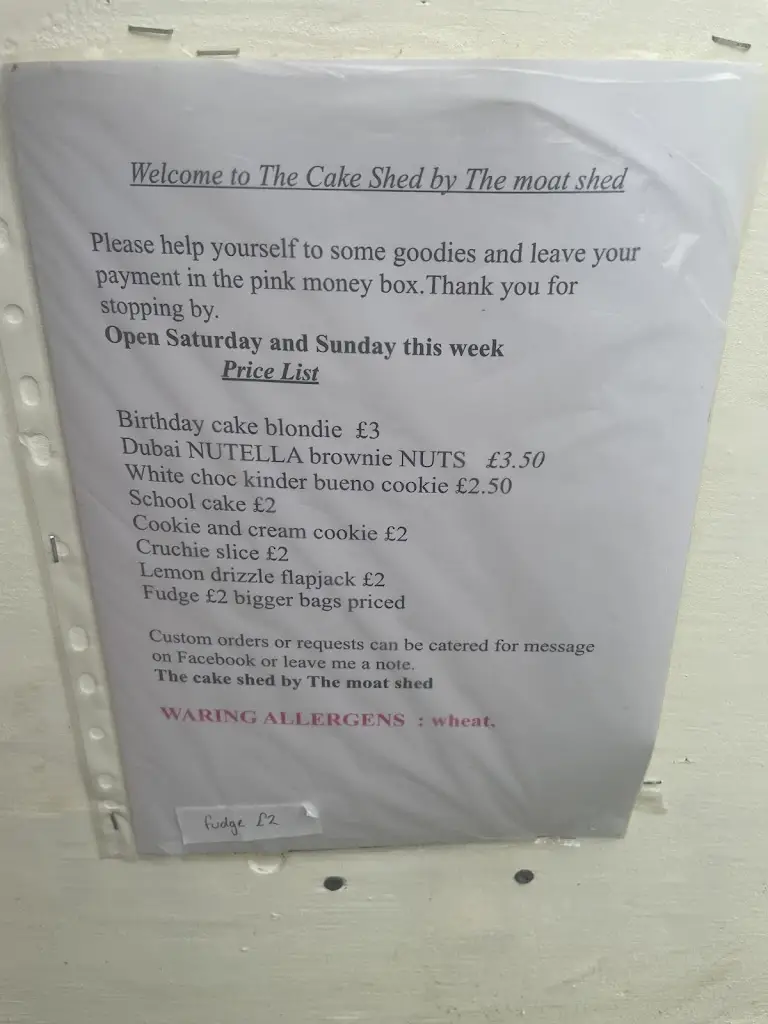 Welcome to The Cake Shed by The moat shed
Please help yourself to some goodies and leave your
payment in the pink money box.Thank you for
stopping by.
Open Saturday and Sunday this week
Price List
Birthday cake blondie £3
Dubai NUTELLA brownie NUTS £3.50
White choc kinder bueno cookie £2.50
School cake £2
Cookie and cream cookie £2
Cruchie slice £2
Lemon drizzle flapjack £2
Fudge £2 bigger bags priced
Custom orders or requests can be catered for message
on Facebook or leave me a note.
The cake shed by The moat shed
WARING ALLERGENS : wheat.
fudge £2